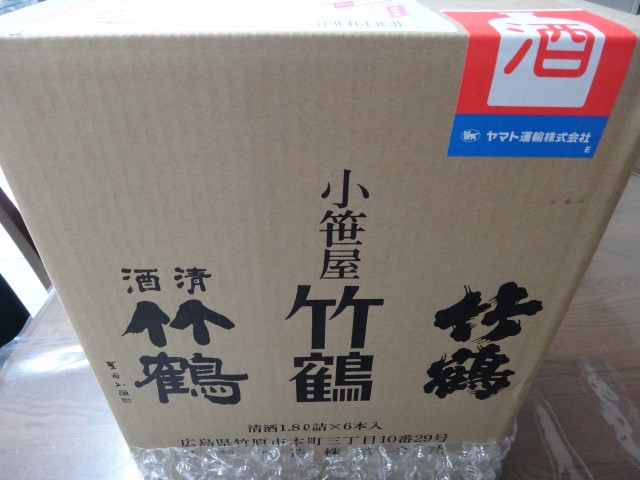 酒
ヤマト運輸株式会社
E
小笹屋
竹鶴
清酒
竹鶴
竹鶴
清酒1.8ℓ詰×6本入
広島県竹原市本町三丁目10番29号